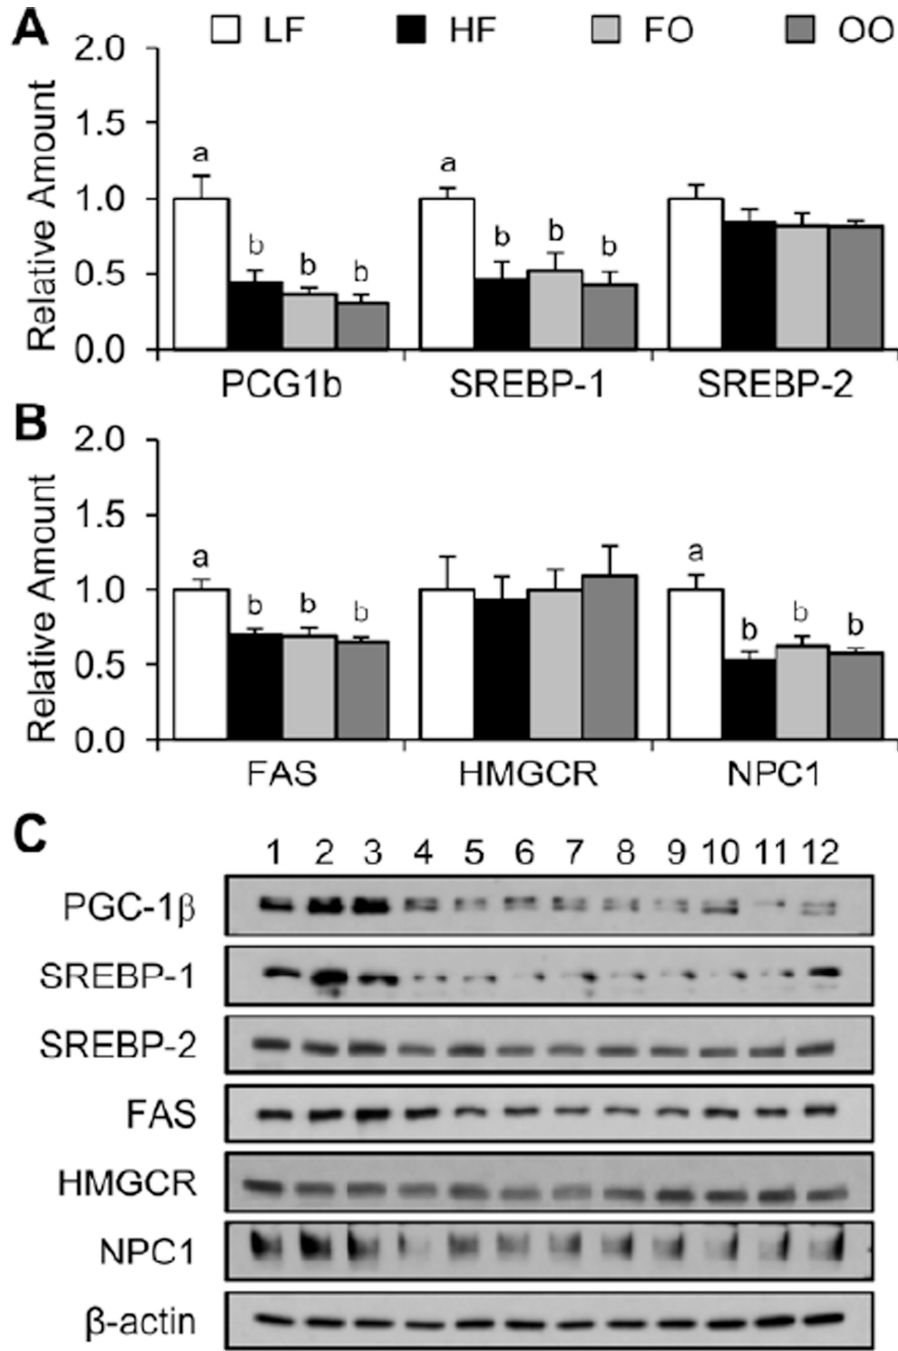 A
LF HF FO OO
Relative Amount
2.0
1.5
1.0
0.5
0.0
a
b
b
b
a
b
b
b
PCG1b SREBP-1 SREBP-2
B
Relative Amount
2.0
1.5
1.0
0.5
0.0
a
b
b
b
a
b
b
b
FAS HMGCR NPC1
C
1 2 3 4 5 6 7 8 9 10 11 12
PGC-1β
SREBP-1
SREBP-2
FAS
HMGCR
NPC1
β-actin